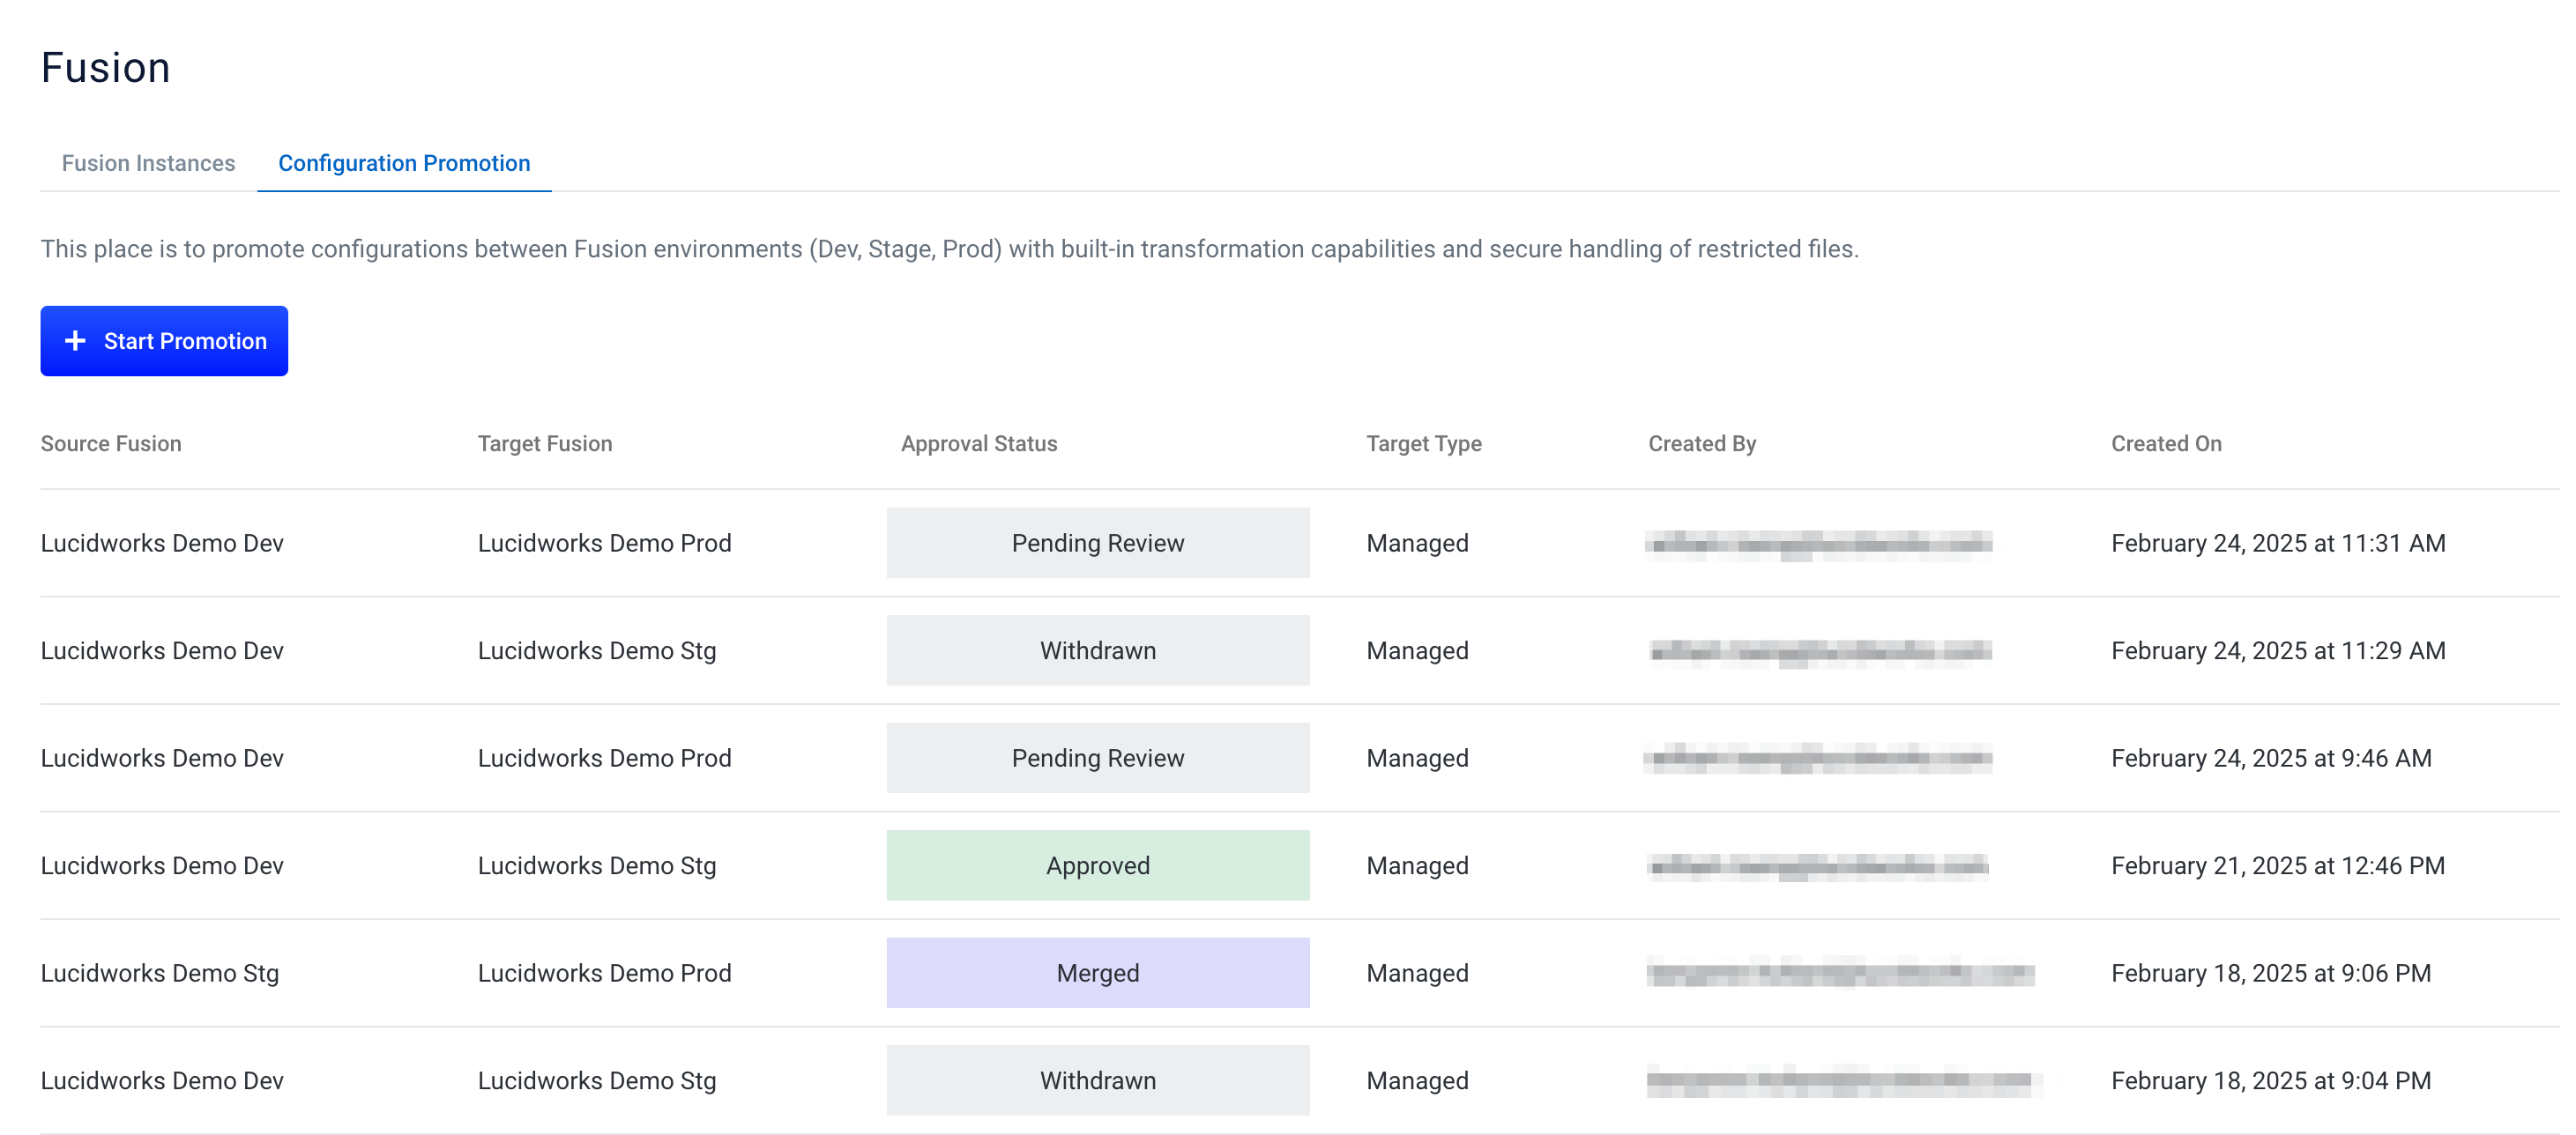 Fusion
Fusion Instances Configuration Promotion
This place is to promote configurations between Fusion environments (Dev, Stage, Prod) with built-in transformation capabilities and secure handling of restricted files.
+ Start Promotion
Source Fusion Target Fusion Approval Status Target Type Created By Created On
Lucidworks Demo Dev Lucidworks Demo Prod Pending Review Managed February 24, 2025 at 11:31 AM
Lucidworks Demo Dev Lucidworks Demo Stg Withdrawn Managed February 24, 2025 at 11:29 AM
Lucidworks Demo Dev Lucidworks Demo Prod Pending Review Managed February 24, 2025 at 9:46 AM
Lucidworks Demo Dev Lucidworks Demo Stg Approved Managed February 21, 2025 at 12:46 PM
Lucidworks Demo Stg Lucidworks Demo Prod Merged Managed February 18, 2025 at 9:06 PM
Lucidworks Demo Dev Lucidworks Demo Stg Withdrawn Managed February 18, 2025 at 9:04 PM